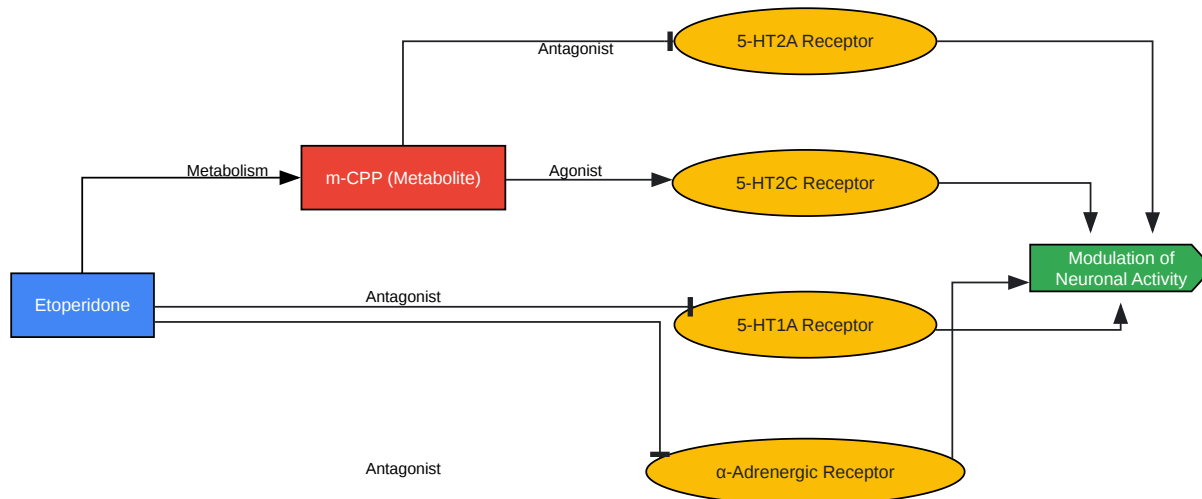 Antagonist
5-HT2A Receptor
Metabolism
m-CPP (Metabolite)
Agonist
5-HT2C Receptor
Modulation of
Neuronal Activity
Etoperidone
Antagonist
5-HT1A Receptor
Antagonist
α-Adrenergic Receptor